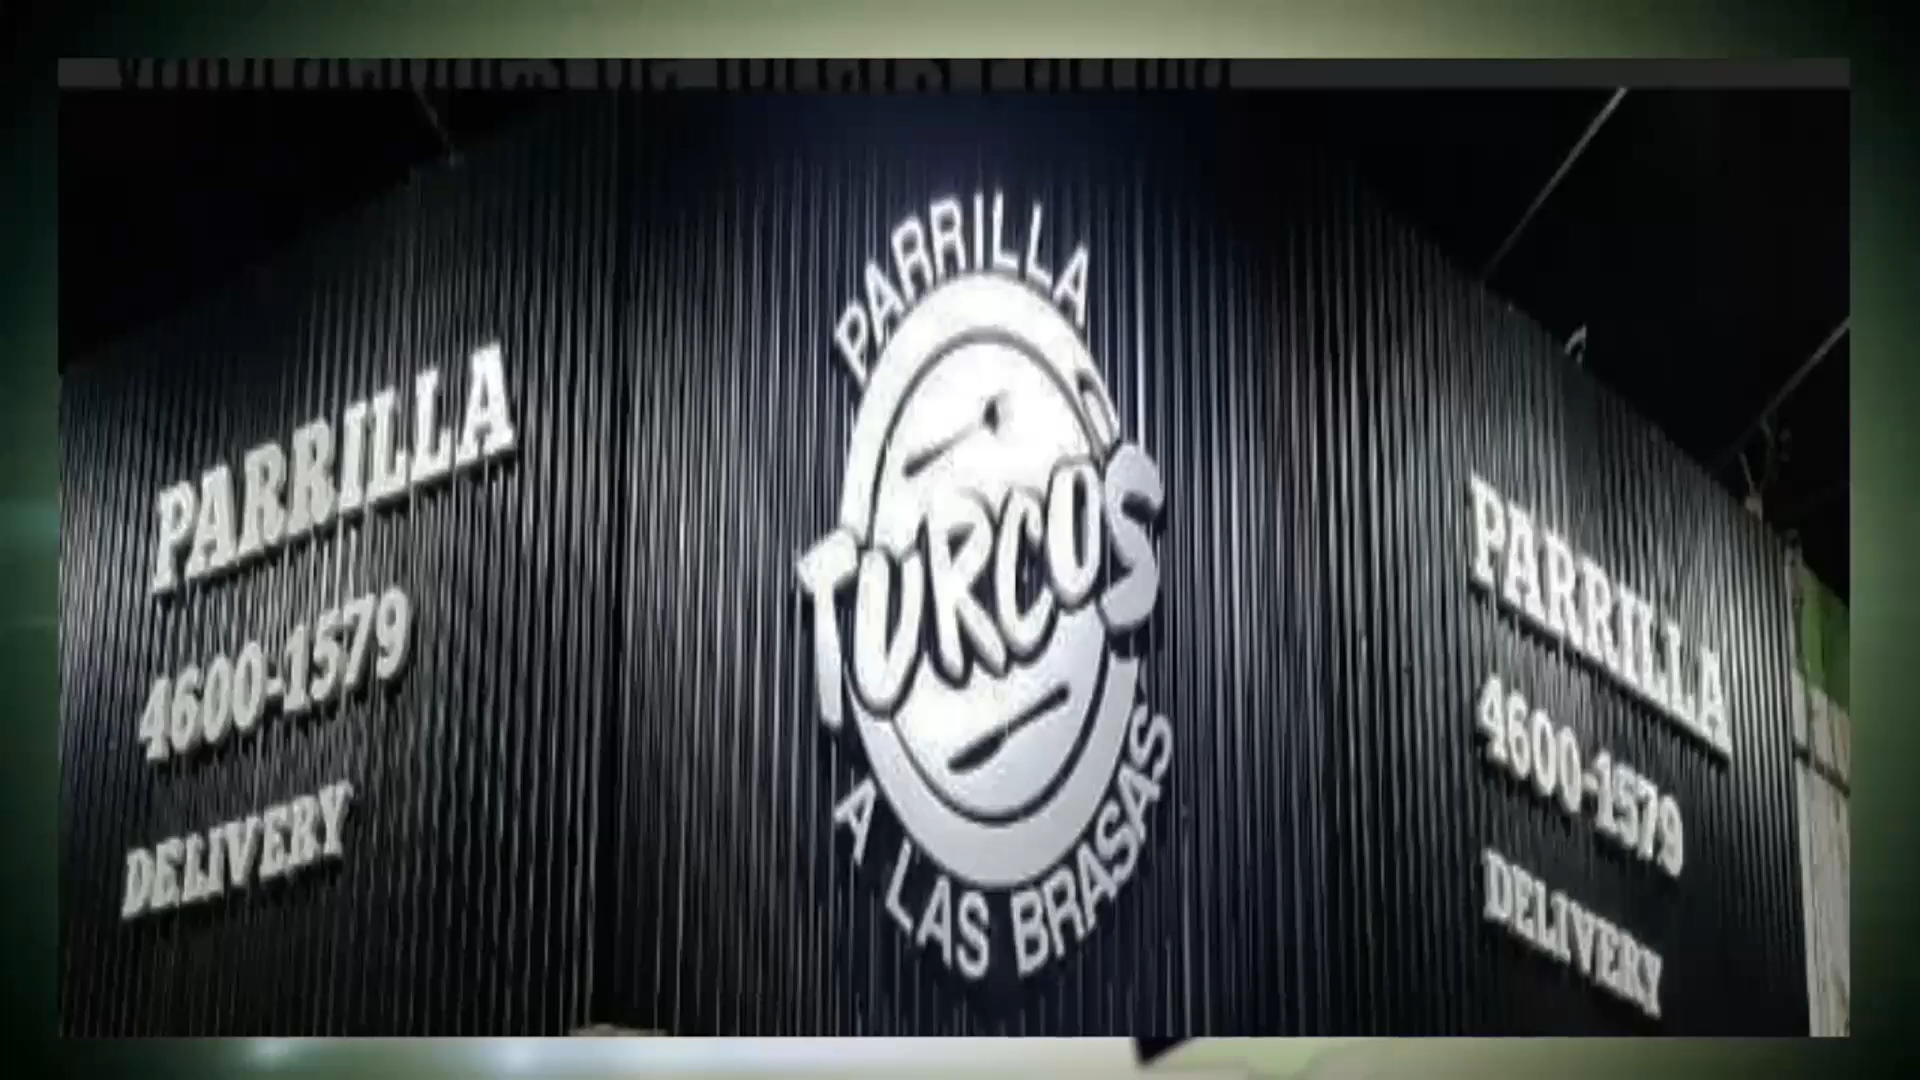 PARRILLA
4600-1579
DELIVERY
PARRILLA
TURCOS
A LAS BRASAS
PARRILLA
4600-1579
DELIVERY